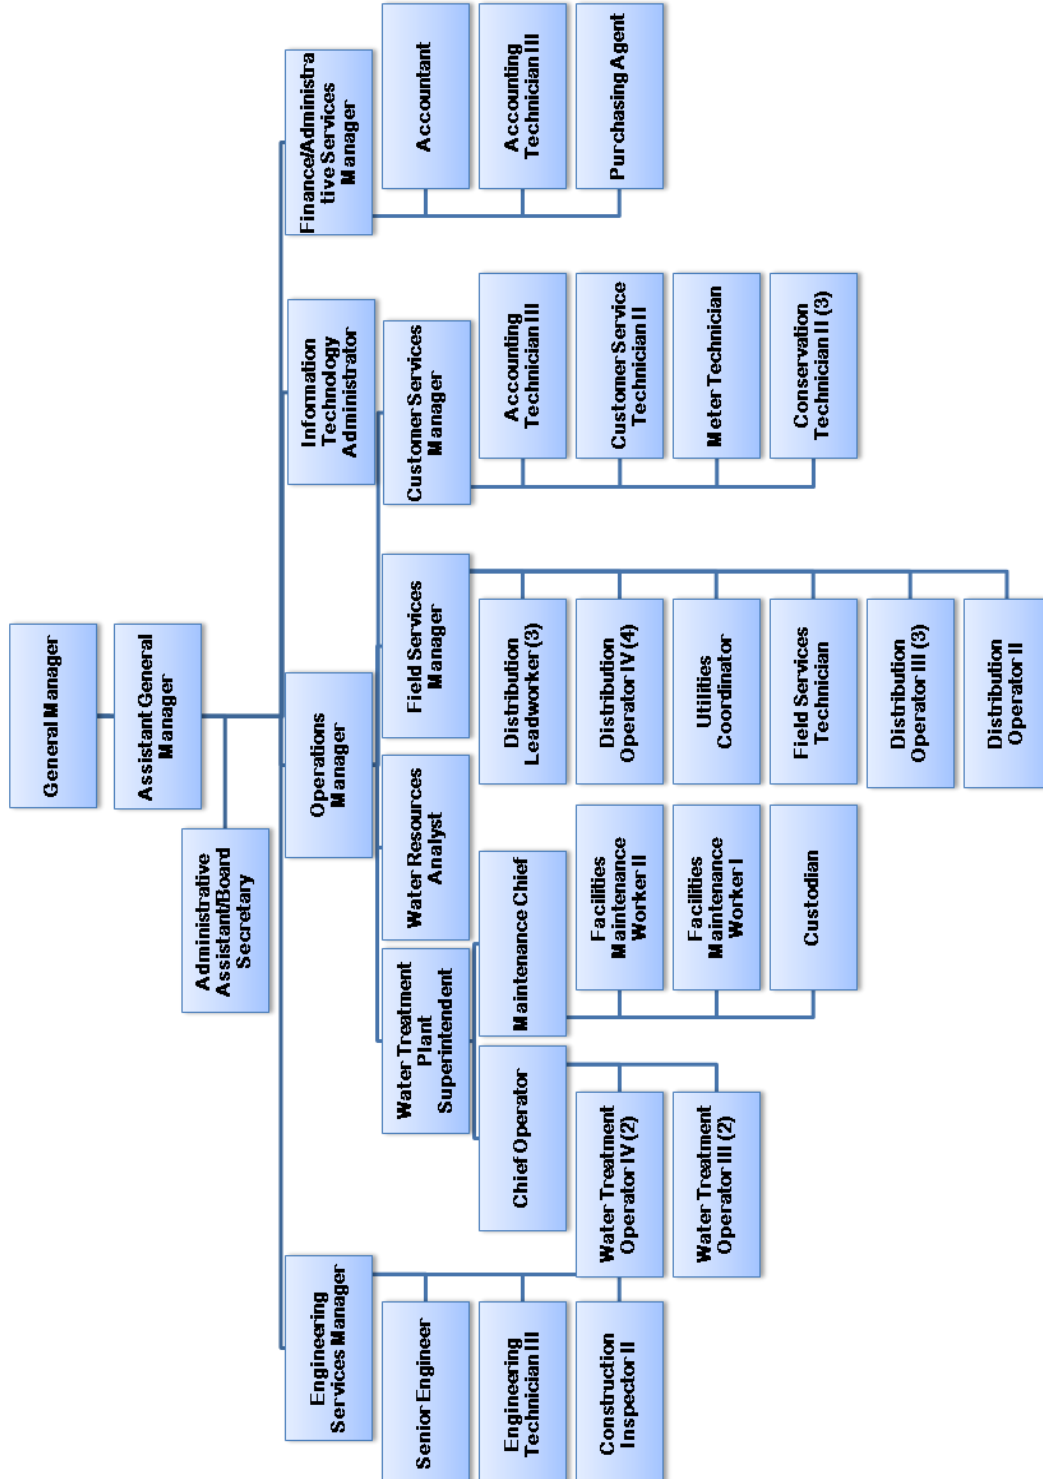 General Manager
Assistant General
Manager
Administrative
Assistant/Board
Secretary
Engineering
Services Manager
Senior Engineer
Engineering
Technician III
Construction
Inspector II
Operations
Manager
Water Treatment
Plant
Superintendent
Chief Operator
Water Treatment
Operator IV (2)
Water Treatment
Operator III (2)
Maintenance Chief
Facilities
Maintenance
Worker II
Facilities
Maintenance
Worker I
Custodian
Water Resources
Analyst
Field Services
Manager
Distribution
Leadworker (3)
Distribution
Operator IV (4)
Utilities
Coordinator
Field Services
Technician
Distribution
Operator III (3)
Distribution
Operator II
Customer Services
Manager
Accounting
Technician III
Customer Service
Technician II
Meter Technician
Conservation
Technician II (3)
Information
Technology
Administrator
Finance/Administra
tive Services
Manager
Accountant
Accounting
Technician III
Purchasing Agent